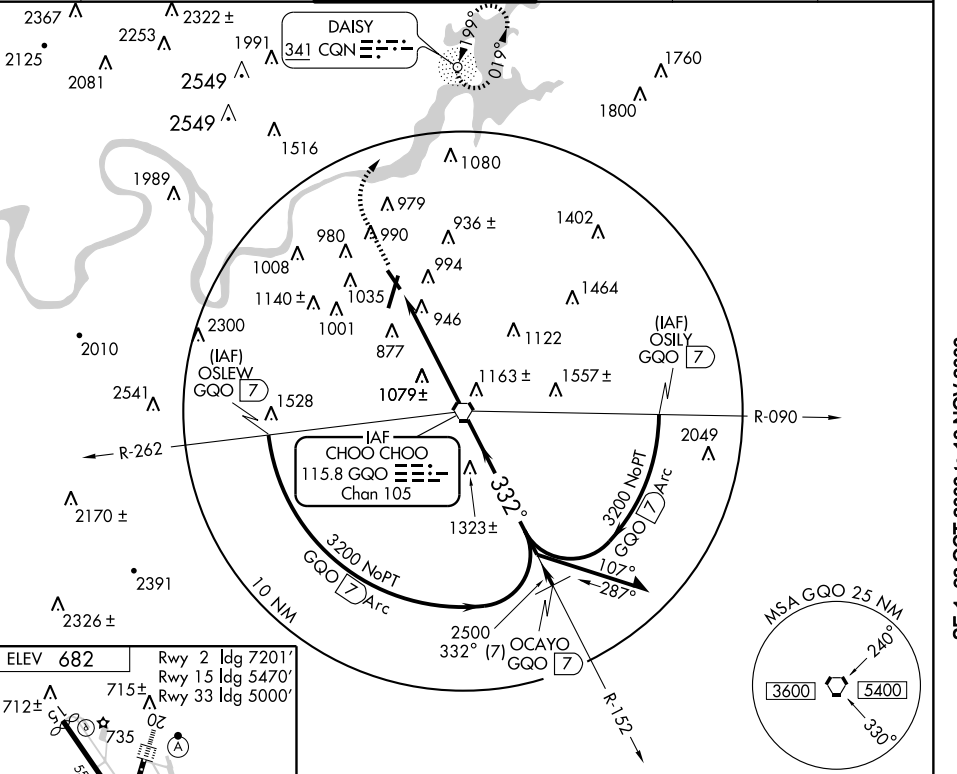 2367
2322 ±
2125
2253
2081
1991
2549
2549
1516
1989
DAISY
341 CQN
199°
019°
1760
1800
1080
979
936 ±
1402
980
990
1008
994
1140 ±
1035
1464
1001
946
877
1122
2300
2010
(IAF)
OSLEW
GQO 7
(IAF)
OSILY
GQO 7
2541
1528
1079±
1163 ±
1557 ±
R-090
R-262
IAF
CHOO CHOO
115.8 GQO
Chan 105
2049
332°
1323±
2170 ±
3200 NoPT
GQO 7 Arc
3200 NoPT
GQO 7 Arc
107°
287°
2391
2326 ±
10 NM
2500
332° (7)
OCAYO
GQO 7
R-152
MSA GQO 25 NM
240°
3600
5400
330°
ELEV 682
Rwy 2 ldg 7201'
Rwy 15 ldg 5470'
Rwy 33 ldg 5000'
712±
715±
735
15
20
P
A